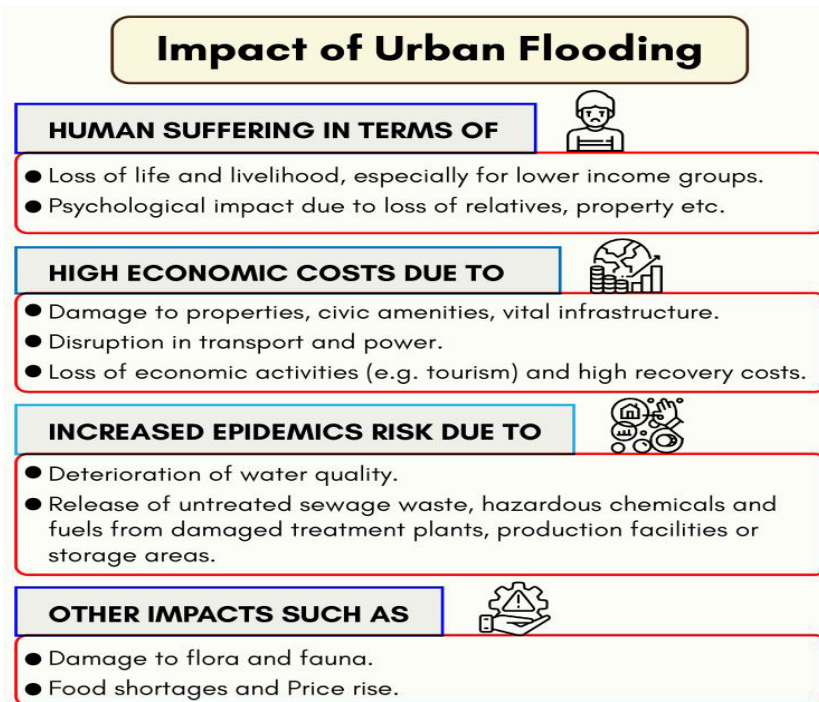 Impact of Urban Flooding
HUMAN SUFFERING IN TERMS OF
● Loss of life and livelihood, especially for lower income groups.
● Psychological impact due to loss of relatives, property etc.
HIGH ECONOMIC COSTS DUE TO
● Damage to properties, civic amenities, vital infrastructure.
● Disruption in transport and power.
● Loss of economic activities (e.g. tourism) and high recovery costs.
INCREASED EPIDEMICS RISK DUE TO
● Deterioration of water quality.
● Release of untreated sewage waste, hazardous chemicals and
fuels from damaged treatment plants, production facilities or
storage areas.
OTHER IMPACTS SUCH AS
● Damage to flora and fauna.
● Food shortages and Price rise.